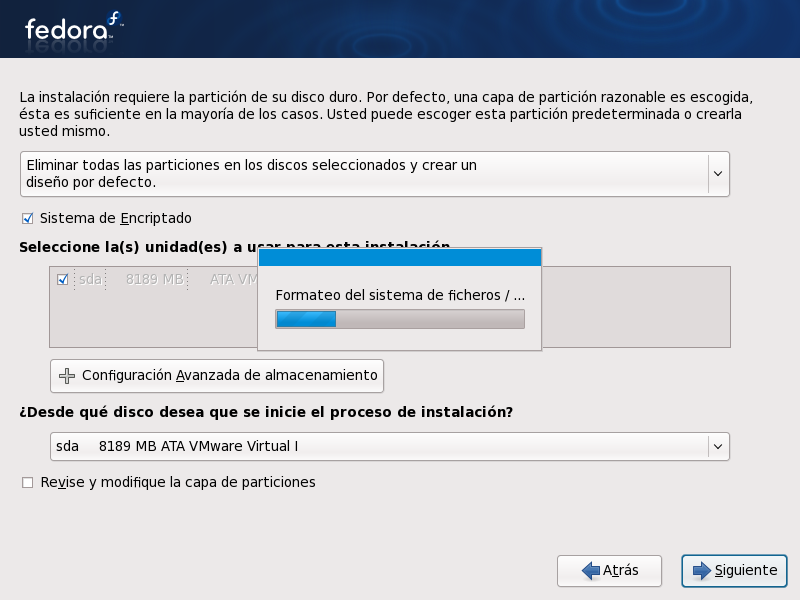 fedora
La instalación requiere la partición de su disco duro. Por defecto, una capa de partición razonable es escogida,
ésta es suficiente en la mayoría de los casos. Usted puede escoger esta partición predeterminada o crearla
usted mismo.
Eliminar todas las particiones en los discos seleccionados y crear un
diseño por defecto.
Sistema de Encriptado
Seleccione la(s) unidad(es) a usar para esta instalación
sda 8189 MB ATA VM
Formateo del sistema de ficheros / ...
Configuración Avanzada de almacenamiento
¿Desde qué disco desea que se inicie el proceso de instalación?
sda 8189 MB ATA VMware Virtual I
Revise y modifique la capa de particiones
Atrás
Siguiente